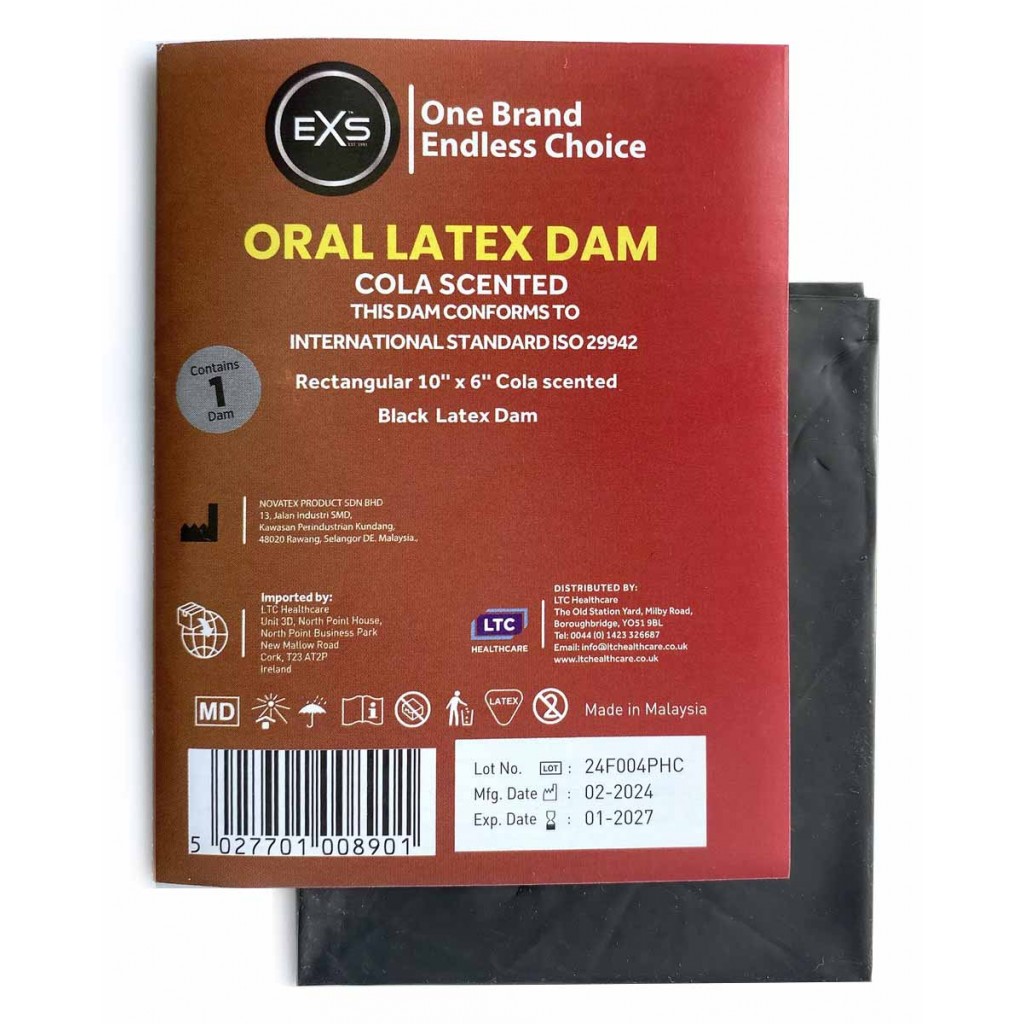 EXS
EST 1991
One Brand
Endless Choice
ORAL LATEX DAM
COLA SCENTED
THIS DAM CONFORMS TO
INTERNATIONAL STANDARD ISO 29942
Rectangular 10" x 6" Cola scented
Black Latex Dam
Contains
1
Dam
NOVATEX PRODUCT SDN BHD
13, Jalan industri SMD,
Kawasan Perindustrian Kundang,
48020 Rawang, Selangor DE. Malaysia..
Imported by:
LTC Healthcare
Unit 3D, North Point House,
North Point Business Park
New Mallow Road
Cork, T23 AT2P
Ireland
LTC
HEALTHCARE
DISTRIBUTED BY:
LTC Healthcare
The Old Station Yard, Milby Road,
Boroughbridge, YO51 9BL
Tel: 0044 (0) 1423 326687
Email: info@ltchealthcare.co.uk
www.ltchealthcare.co.uk
MD
LATEX
2
Made in Malaysia
5 027701 008901
Lot No. LOT : 24F004PHC
Mfg. Date : 02-2024
Exp. Date : 01-2027